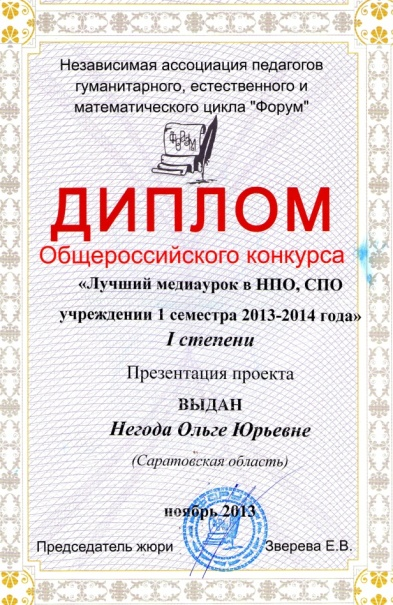 Независимая ассоциация педагогов
гуманитарного, естественного и
математического цикла "Форум"
ФОРУМ
ДИПЛОМ
Общероссийского конкурса
«Лучший медиаурок в НПО, СПО
учреждении 1 семестра 2013-2014 года»
I степени
Презентация проекта
ВЫДАН
Негода Ольге Юрьевне
(Саратовская область)
ноябрь 2013
Председатель жюри Зверева Е.В.